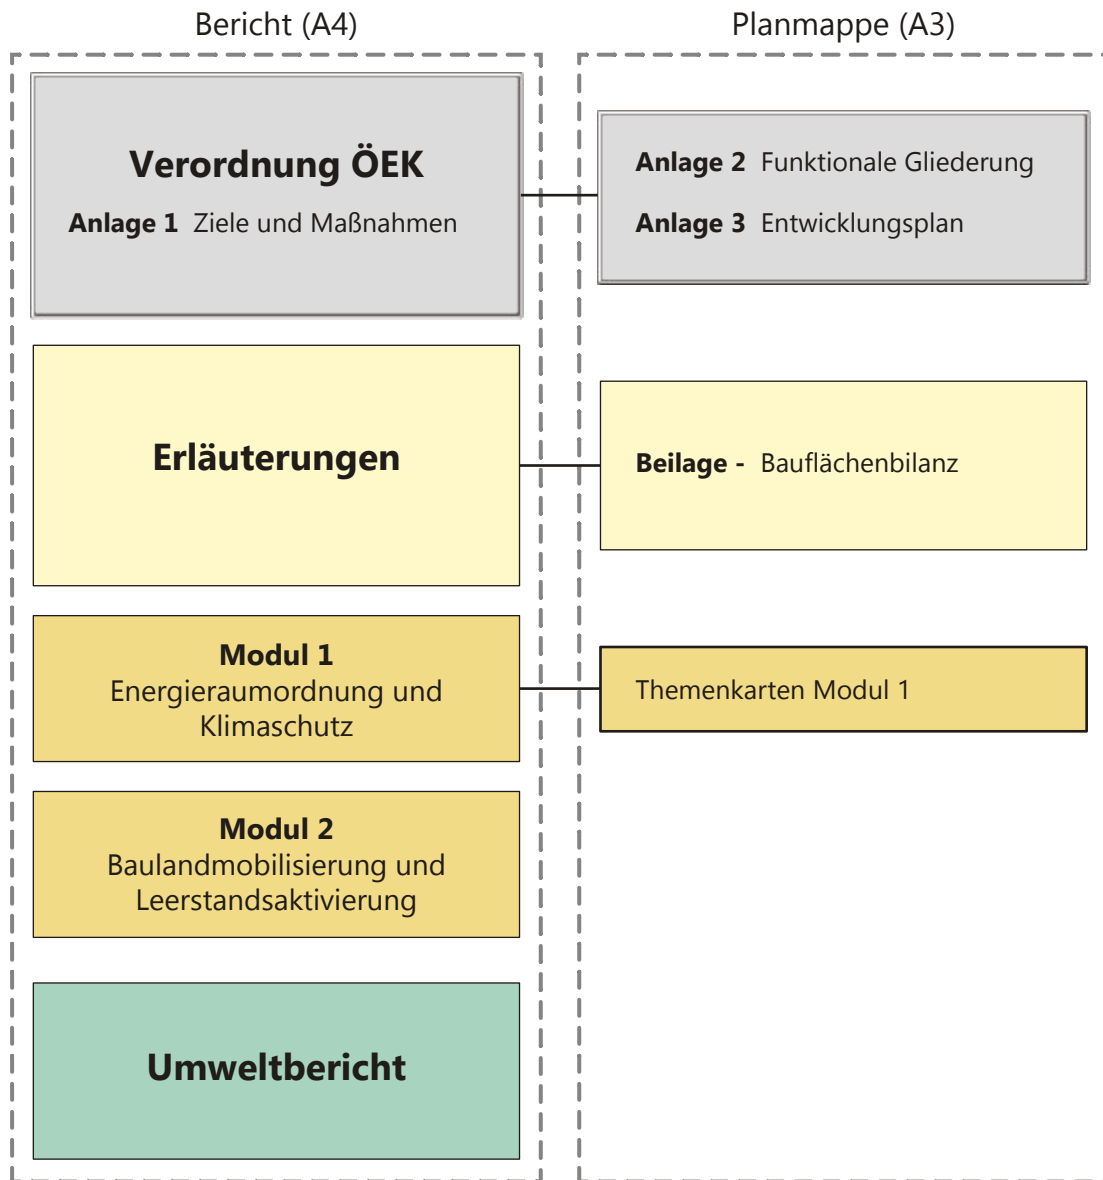 Bericht (A4)
Verordnung ÖEK
Anlage 1 Ziele und Maßnahmen
Erläuterungen
Modul 1
Energieraumordnung und
Klimaschutz
Modul 2
Baulandmobilisierung und
Leerstandsaktivierung
Umweltbericht
Planmappe (A3)
Anlage 2 Funktionale Gliederung
Anlage 3 Entwicklungsplan
Beilage - Bauflächenbilanz
Themenkarten Modul 1